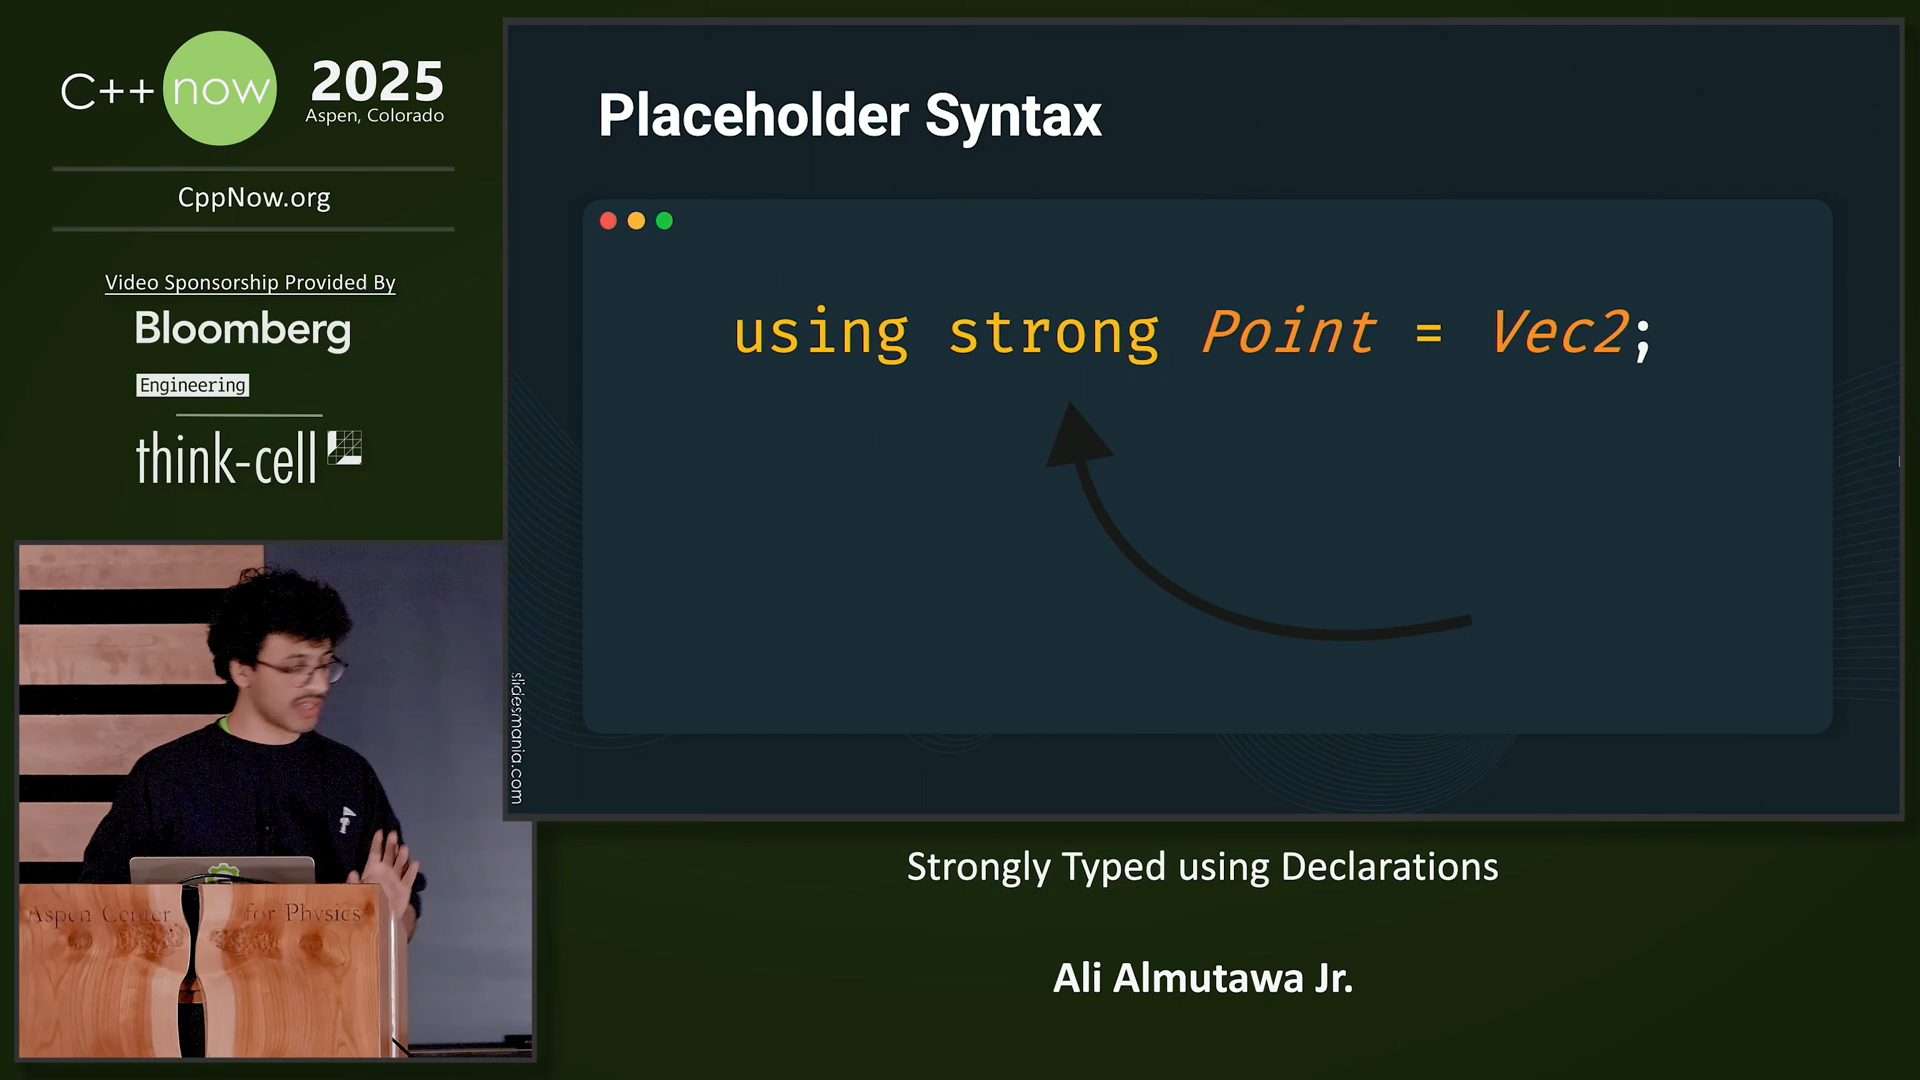 C++ now 2025
Aspen, Colorado
CppNow.org
Video Sponsorship Provided By
Bloomberg
Engineering
think-cell
Placeholder Syntax
using strong Point = Vec2;
slidesmania.com
Aspen Center for Physics
Strongly Typed using Declarations
Ali Almutawa Jr.